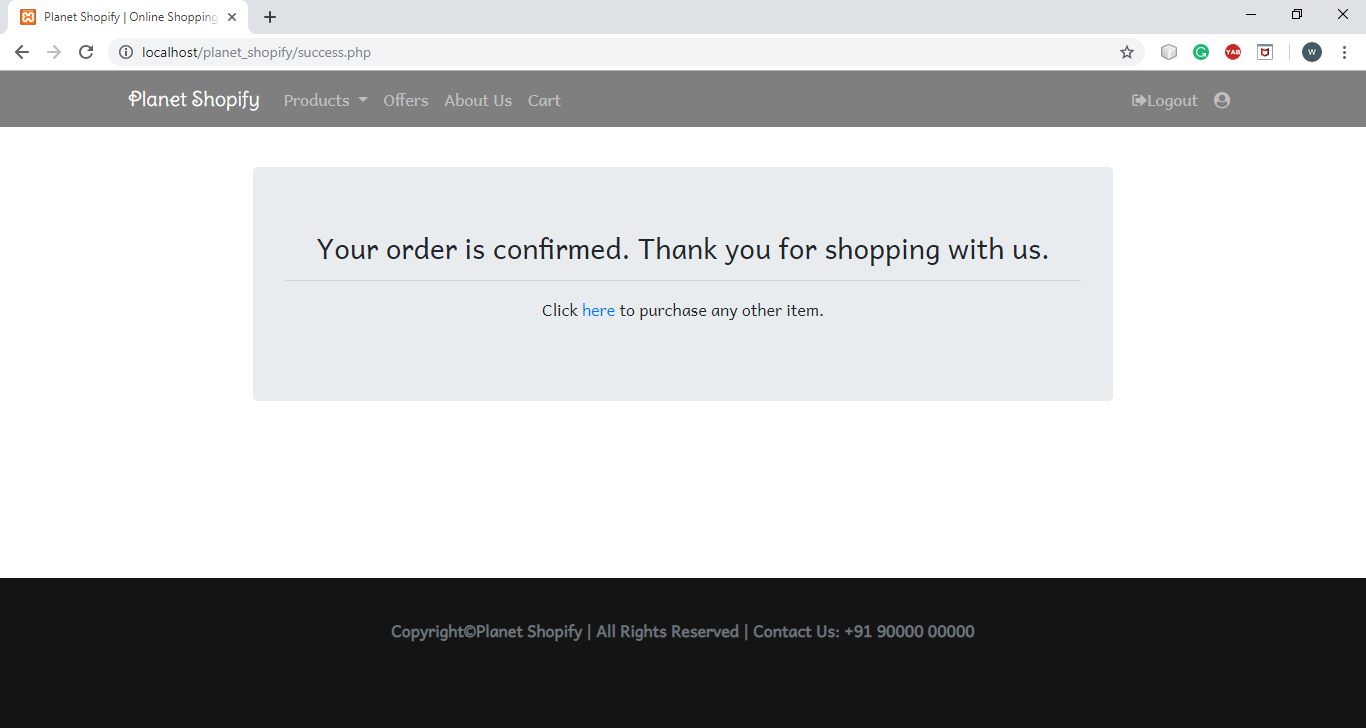 Planet Shopify | Online Shopping
localhost/planet_shopify/success.php
YAB
W
Planet Shopify Products Offers About Us Cart Logout
Your order is confirmed. Thank you for shopping with us.
Click here to purchase any other item.
Copyright©Planet Shopify | All Rights Reserved | Contact Us: +91 90000 00000